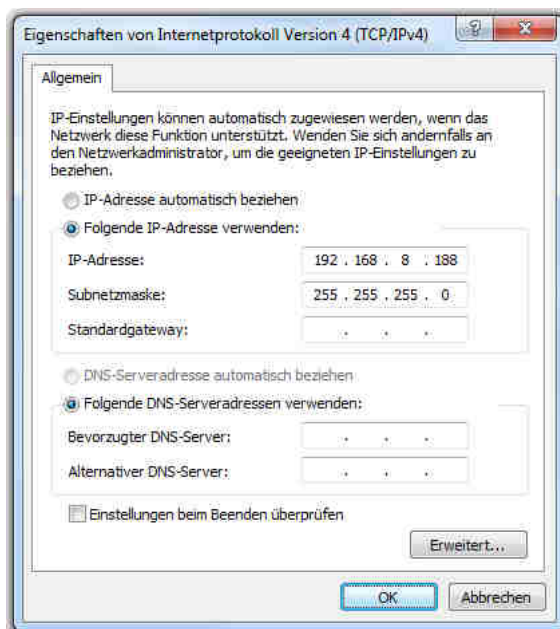 Eigenschaften von Internetprotokoll Version 4 (TCP/IPv4)
Allgemein
IP-Einstellungen können automatisch zugewiesen werden, wenn das
Netzwerk diese Funktion unterstützt. Wenden Sie sich andernfalls an
den Netzwerkadministrator, um die geeigneten IP-Einstellungen zu
beziehen.
IP-Adresse automatisch beziehen
Folgende IP-Adresse verwenden:
IP-Adresse: 192 . 168 . 8 . 188
Subnetzmaske: 255 . 255 . 255 . 0
Standardgateway: . . .
DNS-Serveradresse automatisch beziehen
Folgende DNS-Serveradressen verwenden:
Bevorzugter DNS-Server: . . .
Alternativer DNS-Server: . . .
Einstellungen beim Beenden überprüfen
Erweitert...
OK Abbrechen